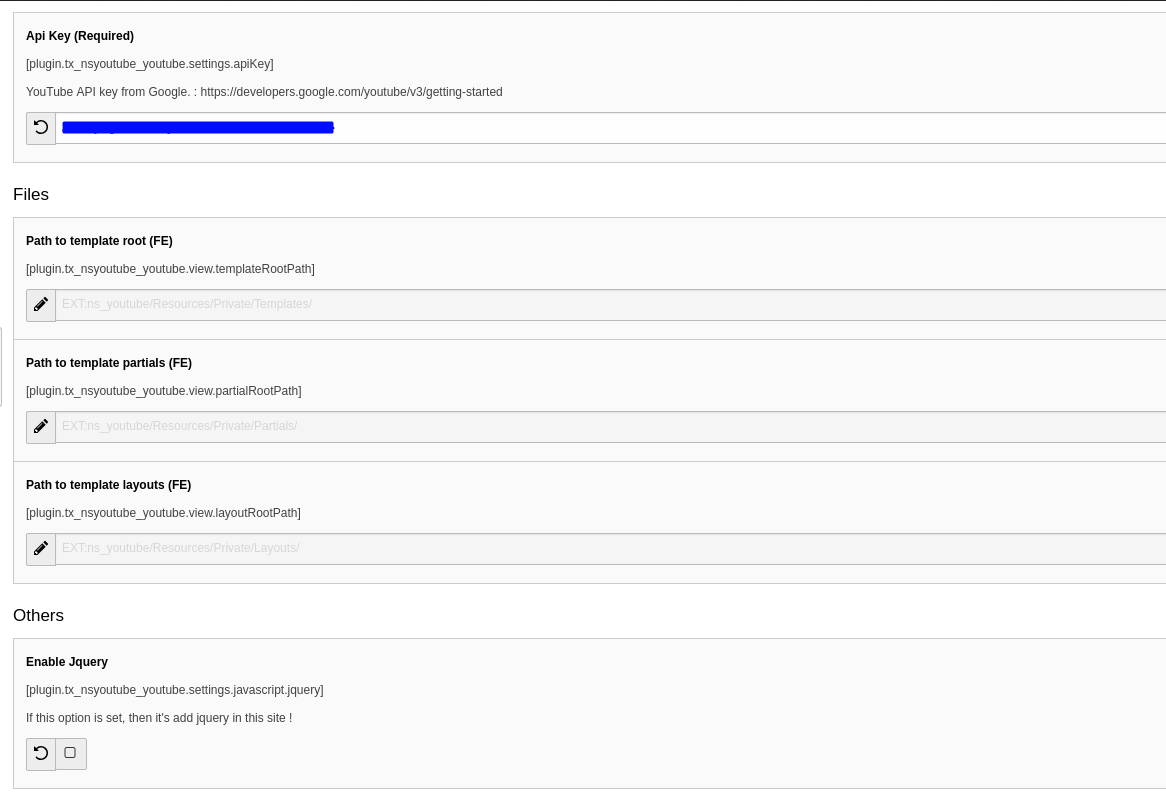 Api Key (Required)
[plugin.tx_nsyoutube_youtube.settings.apiKey]
YouTube API key from Google. : https://developers.google.com/youtube/v3/getting-started
Files
Path to template root (FE)
[plugin.tx_nsyoutube_youtube.view.templateRootPath]
EXT:ns_youtube/Resources/Private/Templates/
Path to template partials (FE)
[plugin.tx_nsyoutube_youtube.view.partialRootPath]
EXT:ns_youtube/Resources/Private/Partials/
Path to template layouts (FE)
[plugin.tx_nsyoutube_youtube.view.layoutRootPath]
EXT:ns_youtube/Resources/Private/Layouts/
Others
Enable Jquery
[plugin.tx_nsyoutube_youtube.settings.javascript.jquery]
If this option is set, then it's add jquery in this site !